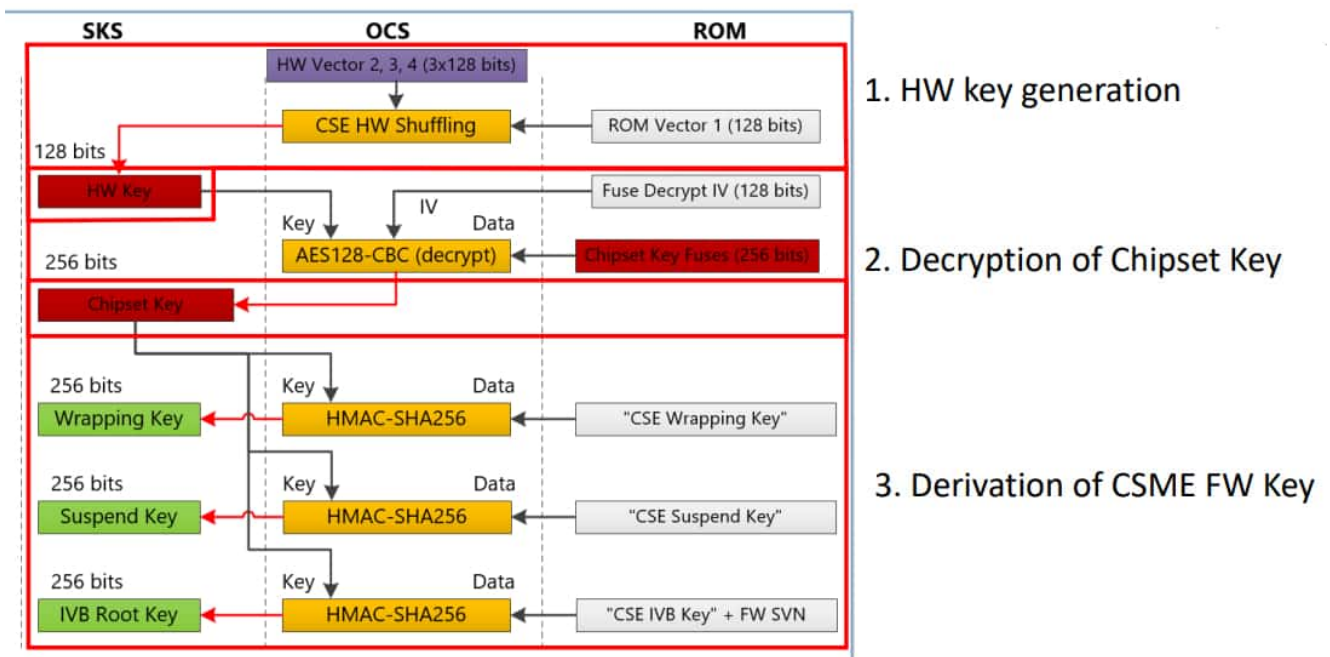 SKS OCS ROM
HW Vector 2, 3, 4 (3x128 bits)
1. HW key generation
CSE HW Shuffling
ROM Vector 1 (128 bits)
128 bits
HW Key
Fuse Decrypt IV (128 bits)
IV
Key
Data
AES128-CBC (decrypt)
Chipset Key Fuses (256 bits)
2. Decryption of Chipset Key
256 bits
Chipset Key
256 bits
Key
Data
Wrapping Key
HMAC-SHA256
"CSE Wrapping Key"
256 bits
Key
Data
3. Derivation of CSME FW Key
Suspend Key
HMAC-SHA256
"CSE Suspend Key"
256 bits
Key
Data
IVB Root Key
HMAC-SHA256
"CSE IVB Key" + FW SVN